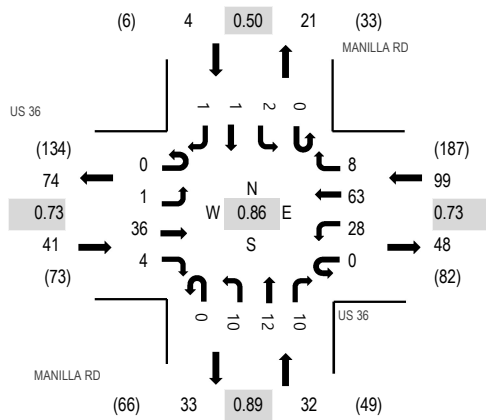 (6) 4 0.50 21 (33)
MANILLA RD
US 36
1 1 2 0
(134) 0 8 (187)
74 1 N 63 99
0.73 36 W 0.86 E 28 0.73
41 4 S 0 48
(73) (82)
0 10 12 10
US 36
MANILLA RD
(66) 33 0.89 32 (49)